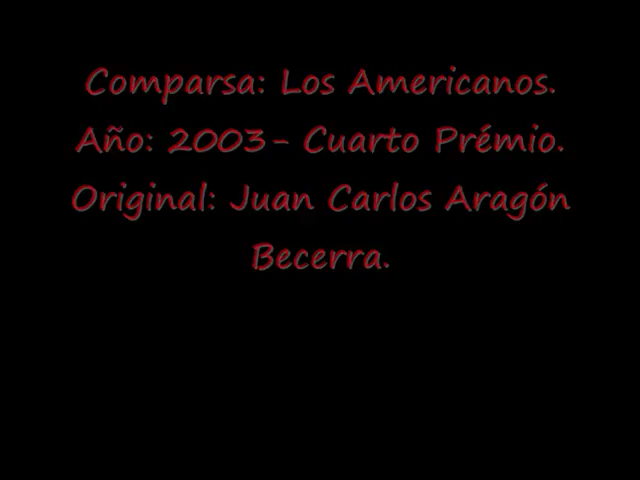 Comparsa: Los Americanos.
Año: 2003- Cuarto Prémio.
Original: Juan Carlos Aragón
Becerra.